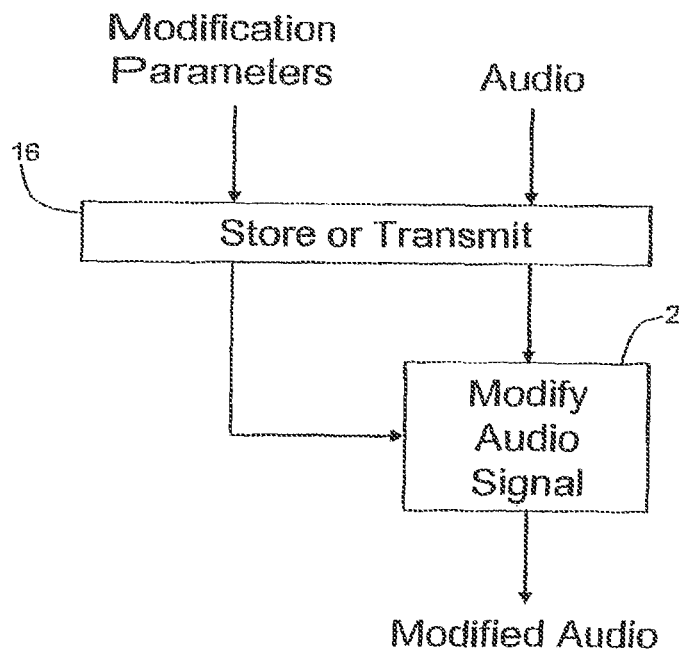 Modification
Parameters
Audio
16
Store or Transmit
2
Modify
Audio
Signal
Modified Audio